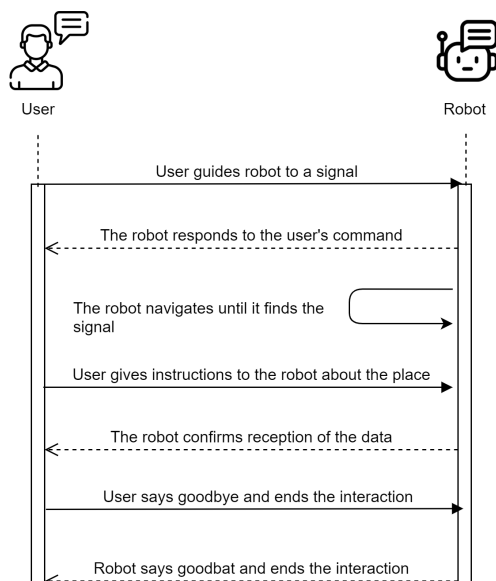 User
Robot
User guides robot to a signal
The robot responds to the user's command
The robot navigates until it finds the
signal
User gives instructions to the robot about the place
The robot confirms reception of the data
User says goodbye and ends the interaction
Robot says goodbat and ends the interaction